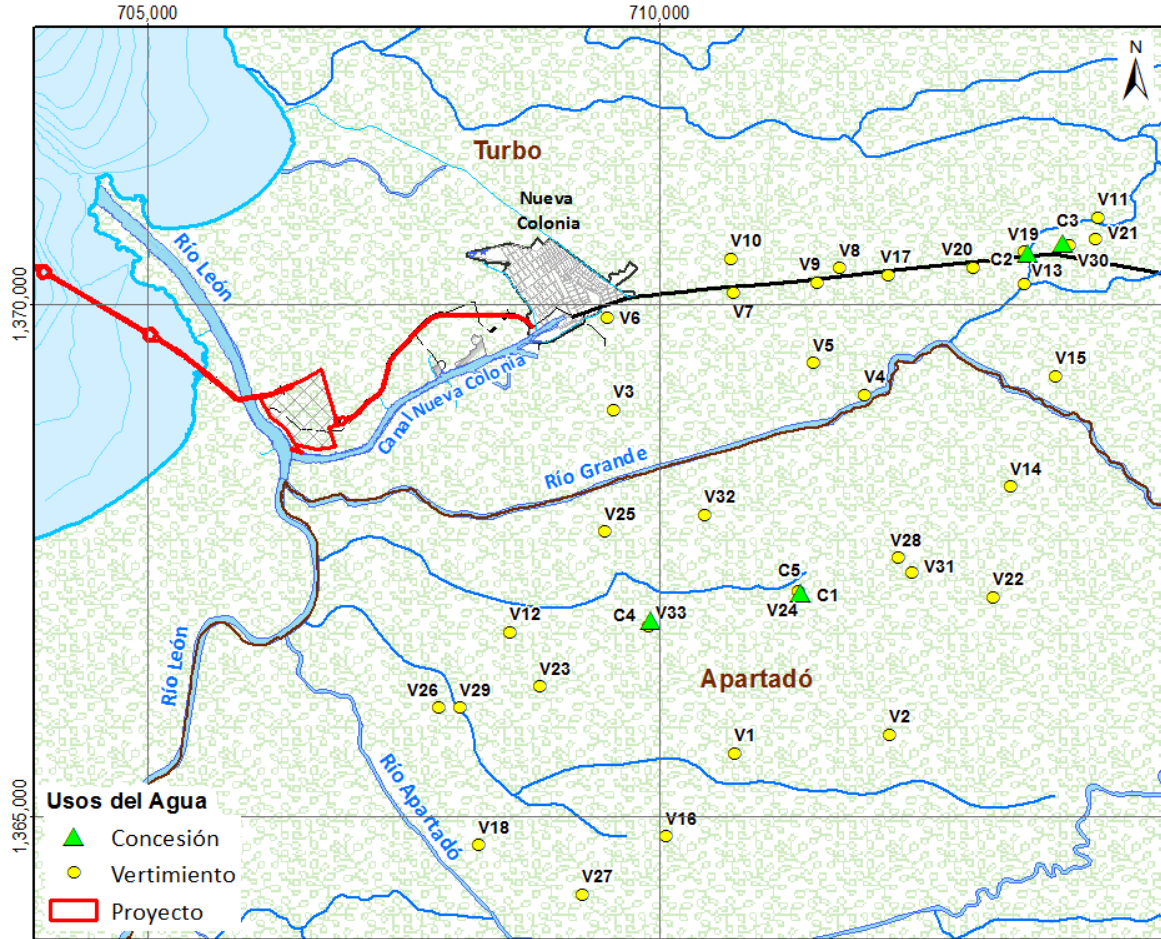 705,000
710,000
N
Turbo
Nueva
Colonia
V11
C3
V19
V21
V10
V8
V17
V20
C2
V30
V9
V13
Río León
1,370,000
V7
V6
V5
V15
V4
V3
Canal Nueva Colonia
Río Grande
V14
V32
V25
V28
V31
C5
V22
C1
V24
C4
V33
V12
Río León
Apartadó
V23
V26
V29
V2
V1
Río Apartadó
1,365,000
V16
V18
V27
Usos del Agua
Concesión
Vertimiento
Proyecto